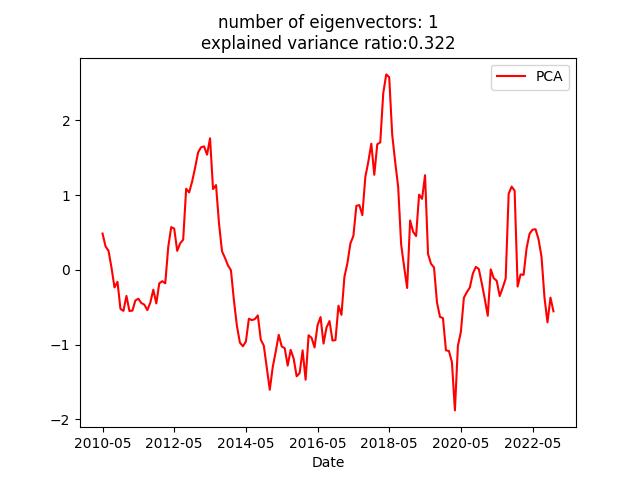 number of eigenvectors: 1
explained variance ratio:0.322
PCA
2
1
0
−1
−2
2010-05 2012-05 2014-05 2016-05 2018-05 2020-05 2022-05
Date